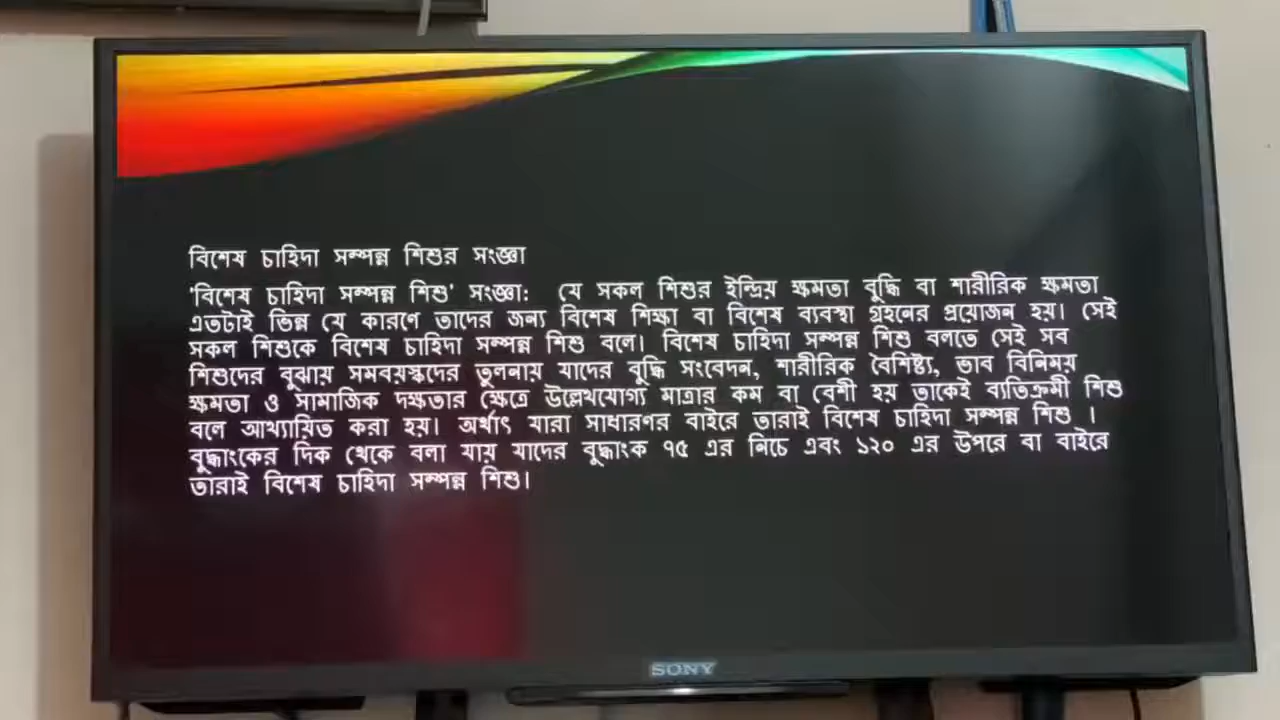 বিশেষ চাহিদা সম্পন্ন শিশুর সংজ্ঞা
'বিশেষ চাহিদা সম্পন্ন শিশু' সংজ্ঞা: যে সকল শিশুর ইন্দ্রিয় ক্ষমতা বুদ্ধি বা শারীরিক ক্ষমতা
এতটাই ভিন্ন যে কারণে তাদের জন্য বিশেষ শিক্ষা বা বিশেষ ব্যবস্থা গ্রহনের প্রয়োজন হয়। সেই
সকল শিশুকে বিশেষ চাহিদা সম্পন্ন শিশু বলে। বিশেষ চাহিদা সম্পন্ন শিশু বলতে সেই সব
শিশুদের বুঝায় সমবয়স্কদের তুলনায় যাদের বুদ্ধি সংবেদন, শারীরিক বৈশিষ্ট্য, ভাব বিনিময়
ক্ষমতা ও সামাজিক দক্ষতার ক্ষেত্রে উল্লেখযোগ্য মাত্রার কম বা বেশী হয় তাকেই ব্যতিক্রমী শিশু
বলে আখ্যায়িত করা হয়। অর্থাৎ যারা সাধারণর বাইরে তারাই বিশেষ চাহিদা সম্পন্ন শিশু ।
বুদ্ধাংকের দিক থেকে বলা যায় যাদের বুদ্ধাংক ৭৫ এর নিচে এবং ১২০ এর উপরে বা বাইরে
তারাই বিশেষ চাহিদা সম্পন্ন শিশু।
SONY